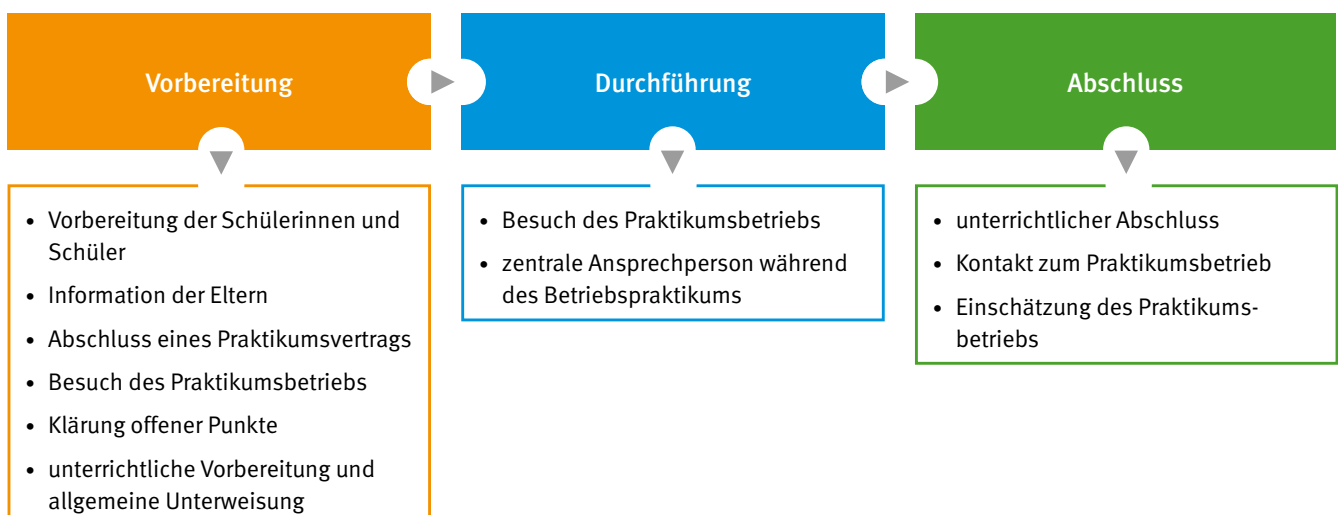 Vorbereitung
• Vorbereitung der Schülerinnen und
Schüler
• Information der Eltern
• Abschluss eines Praktikumsvertrags
• Besuch des Praktikumsbetriebs
• Klärung offener Punkte
• unterrichtliche Vorbereitung und
allgemeine Unterweisung
Durchführung
• Besuch des Praktikumsbetriebs
• zentrale Ansprechperson während
des Betriebspraktikums
Abschluss
• unterrichtlicher Abschluss
• Kontakt zum Praktikumsbetrieb
• Einschätzung des Praktikums-
betriebs